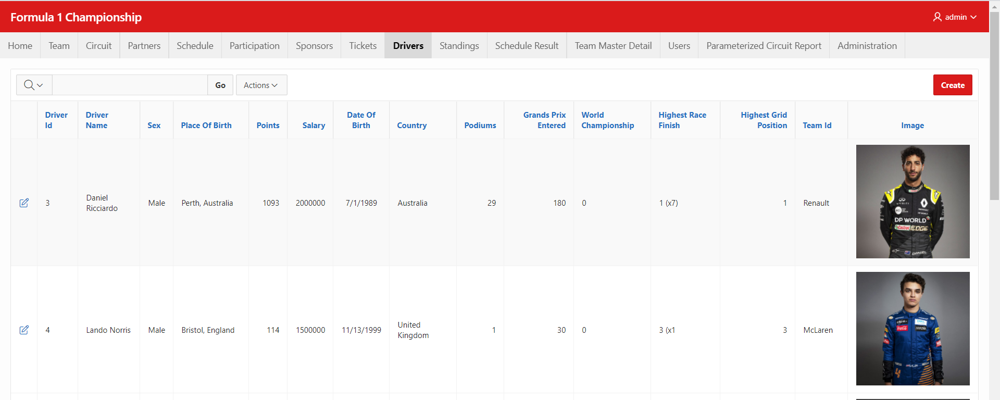 Formula 1 Championship
admin
Home Team Circuit Partners Schedule Participation Sponsors Tickets Drivers Standings Schedule Result Team Master Detail Users Parameterized Circuit Report Administration
Go Actions Create
Driver Id Driver Name Sex Place Of Birth Points Salary Date Of Birth Country Podiums Grands Prix Entered World Championship Highest Race Finish Highest Grid Position Team Id Image
3 Daniel Ricciardo Male Perth, Australia 1093 2000000 7/1/1989 Australia 29 180 0 1 (x7) 1 Renault
INFINITI
RENAULT
DP WORLD
Castrol EDGE
DANIEL
4 Lando Norris Male Bristol, England 114 1500000 11/13/1999 United Kingdom 1 30 0 3 (x1 3 McLaren
4